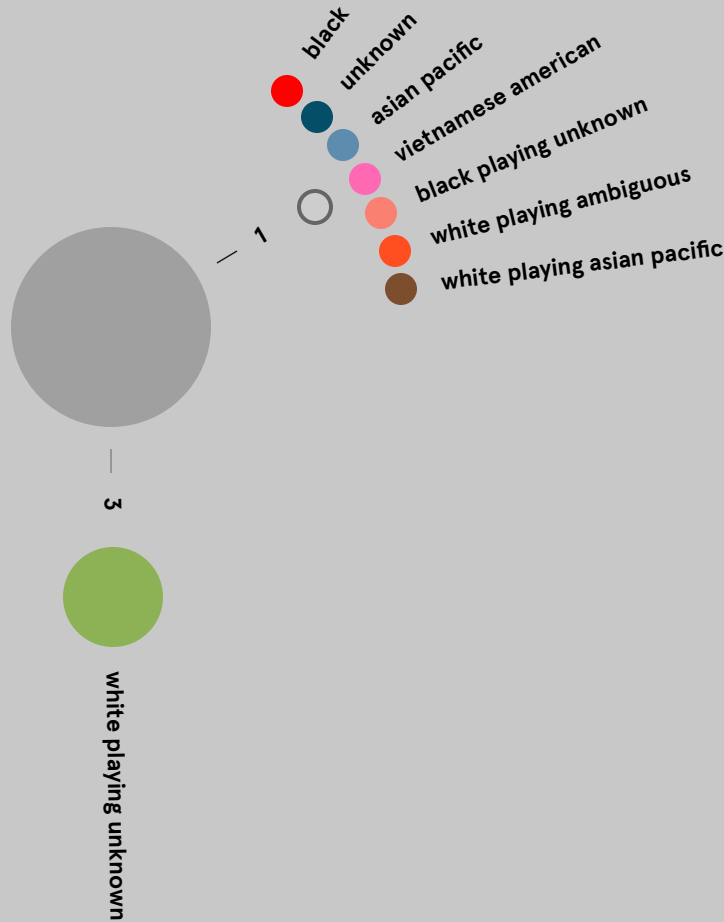 black
unknown
asian pacific
vietnamese american
black playing unknown
white playing ambiguous
white playing asian pacific
1
3
white playing unknown